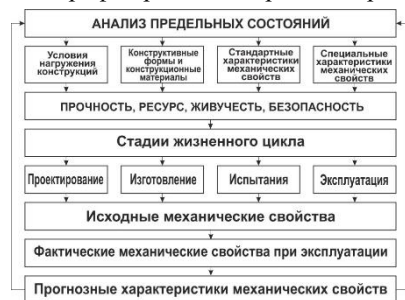 АНАЛИЗ ПРЕДЕЛЬНЫХ СОСТОЯНИЙ
Условия
нагружения
конструкций
Конструктивные
формы и
конструкционные
материалы
Стандартные
характеристики
механических
свойств
Специальные
характеристики
механических
свойств
ПРОЧНОСТЬ, РЕСУРС, ЖИВУЧЕСТЬ, БЕЗОПАСНОСТЬ
Стадии жизненного цикла
Проектирование
Изготовление
Испытания
Эксплуатация
Исходные механические свойства
Фактические механические свойства при эксплуатации
Прогнозные характеристики механических свойств